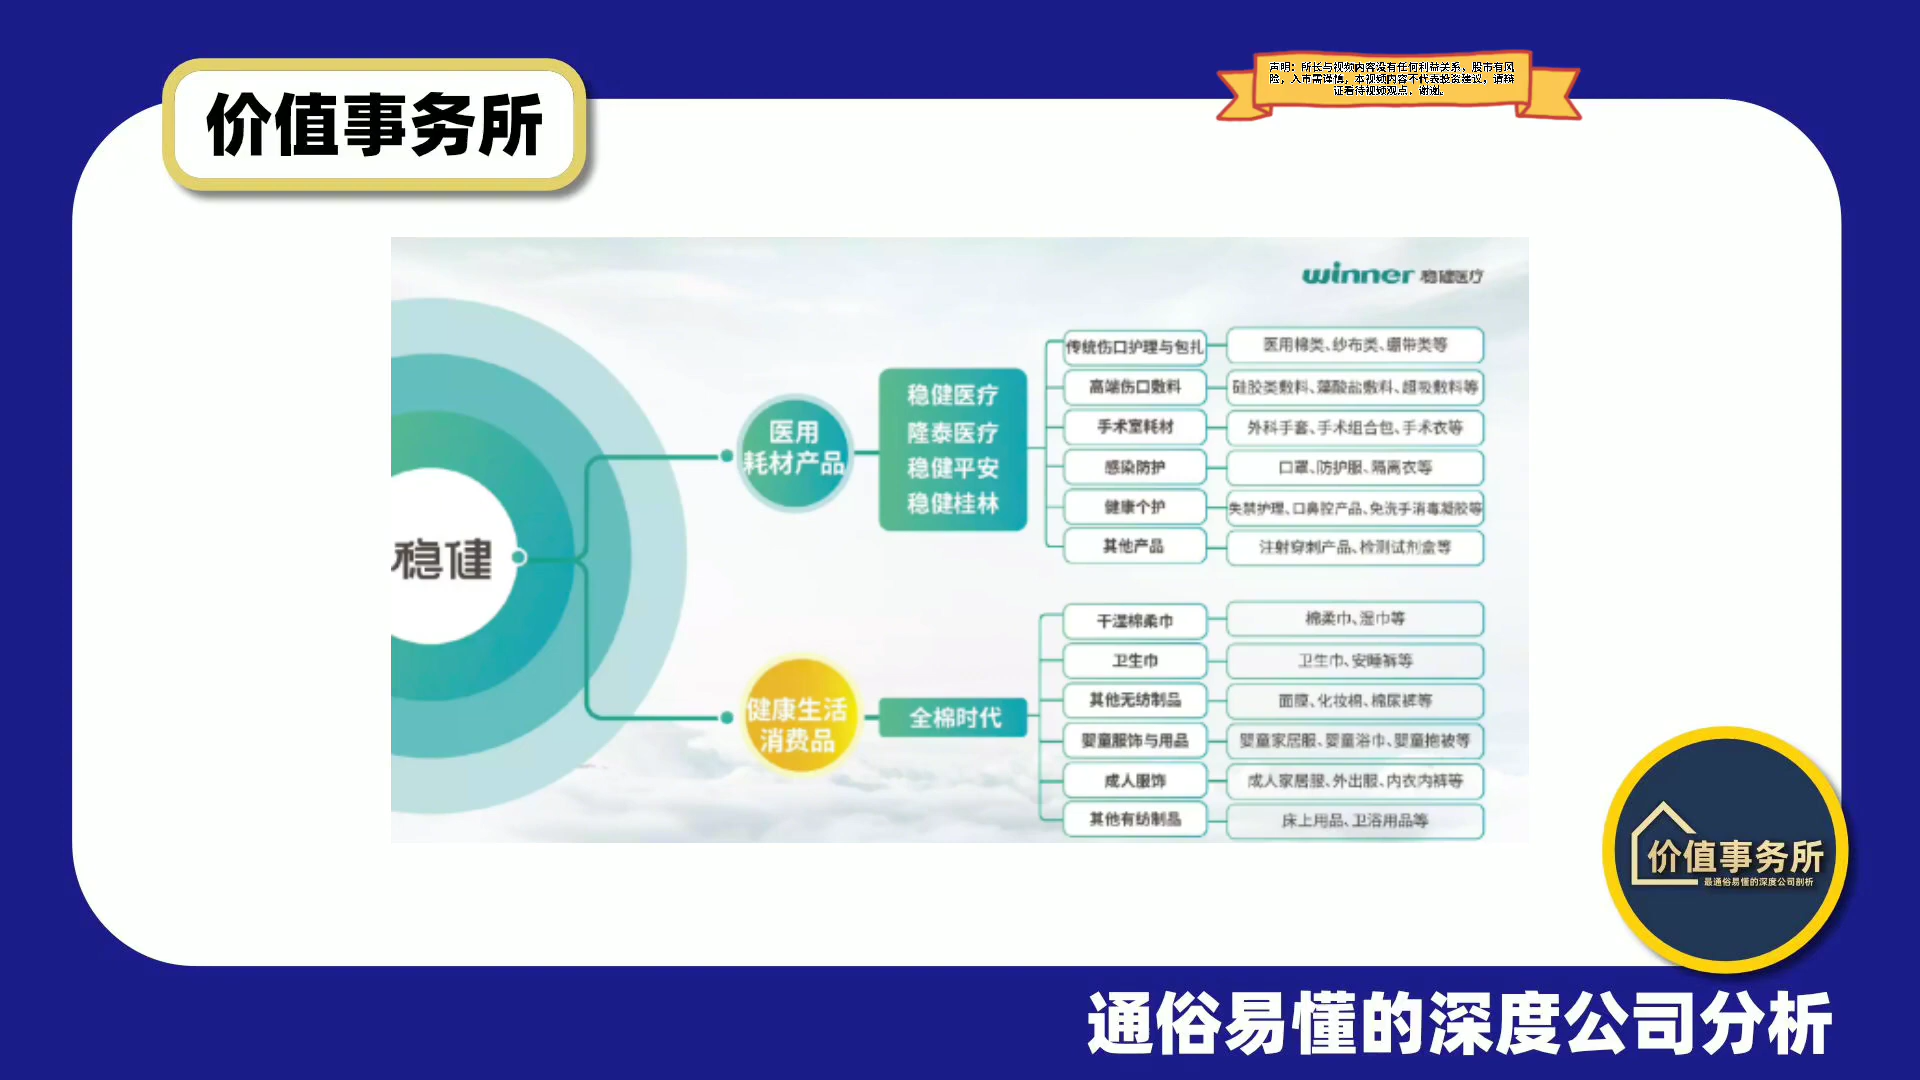 价值事务所
声明：所长与视频内容没有任何利益关系，股市有风
险，入市需谨慎，本视频内容不代表投资建议，请辩
证看待视频观点，谢谢。
winner 稳健医疗
稳健
医用
耗材产品
稳健医疗
隆泰医疗
稳健平安
稳健桂林
传统伤口护理与包扎
医用棉类、纱布类、绷带类等
高端伤口敷料
硅胶类敷料、藻酸盐敷料、超吸敷料等
手术室耗材
外科手套、手术组合包、手术衣等
感染防护
口罩、防护服、隔离衣等
健康个护
失禁护理、口鼻腔产品、免洗手消毒凝胶等
其他产品
注射穿刺产品、检测试剂盒等
健康生活
消费品
全棉时代
干湿棉柔巾
棉柔巾、湿巾等
卫生巾
卫生巾、安睡裤等
其他无纺制品
面膜、化妆棉、棉尿裤等
婴童服饰与用品
婴童家居服、婴童浴巾、婴童抱被等
成人服饰
成人家居服、外出服、内衣内裤等
其他有纺制品
床上用品、卫浴用品等
价值事务所
最通俗易懂的深度公司剖析
通俗易懂的深度公司分析